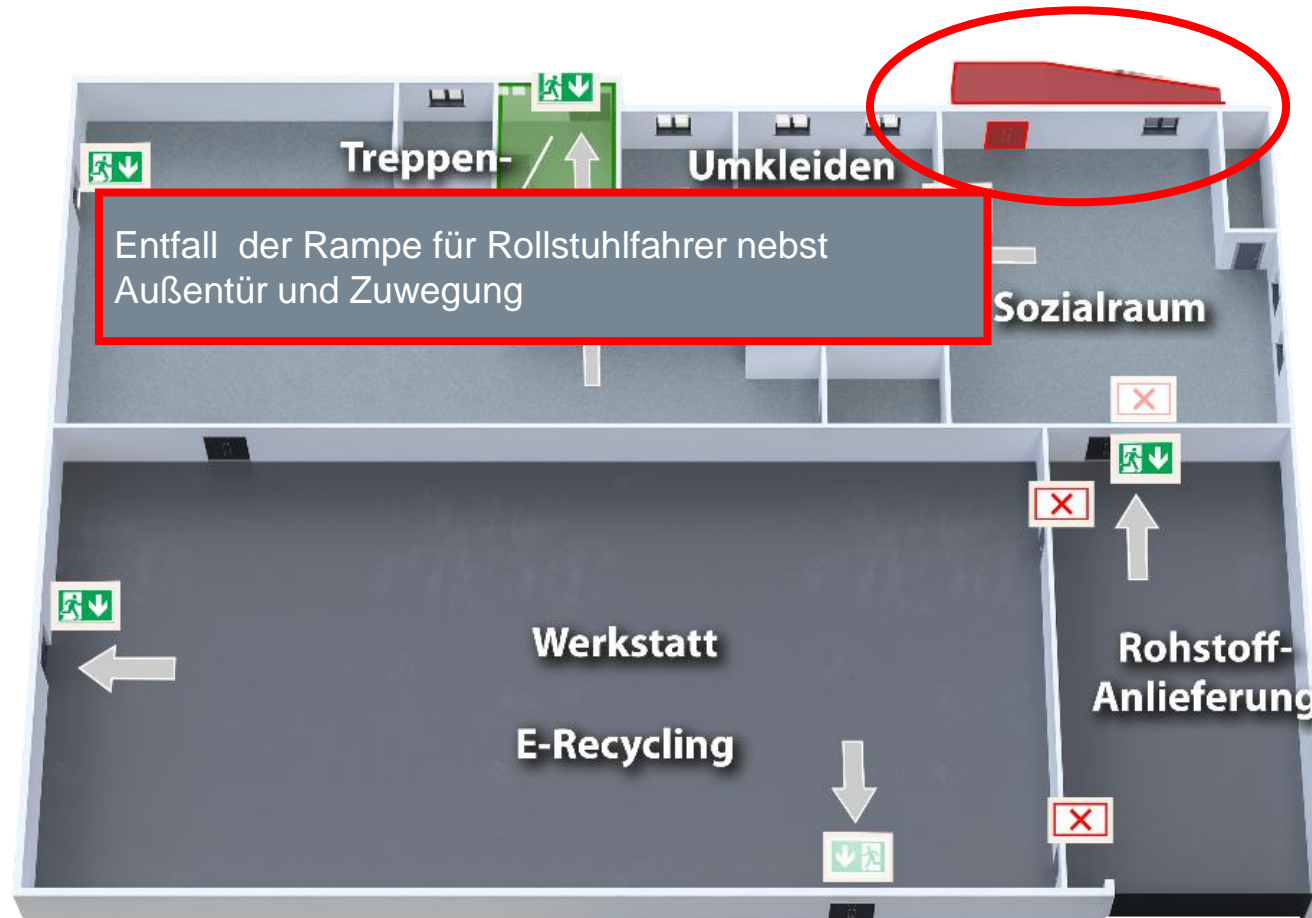 Treppen-
Umkleiden
Entfall  der Rampe für Rollstuhlfahrer nebst
Außentür und Zuwegung
Sozialraum
Werkstatt
E-Recycling
Rohstoff-
Anlieferung